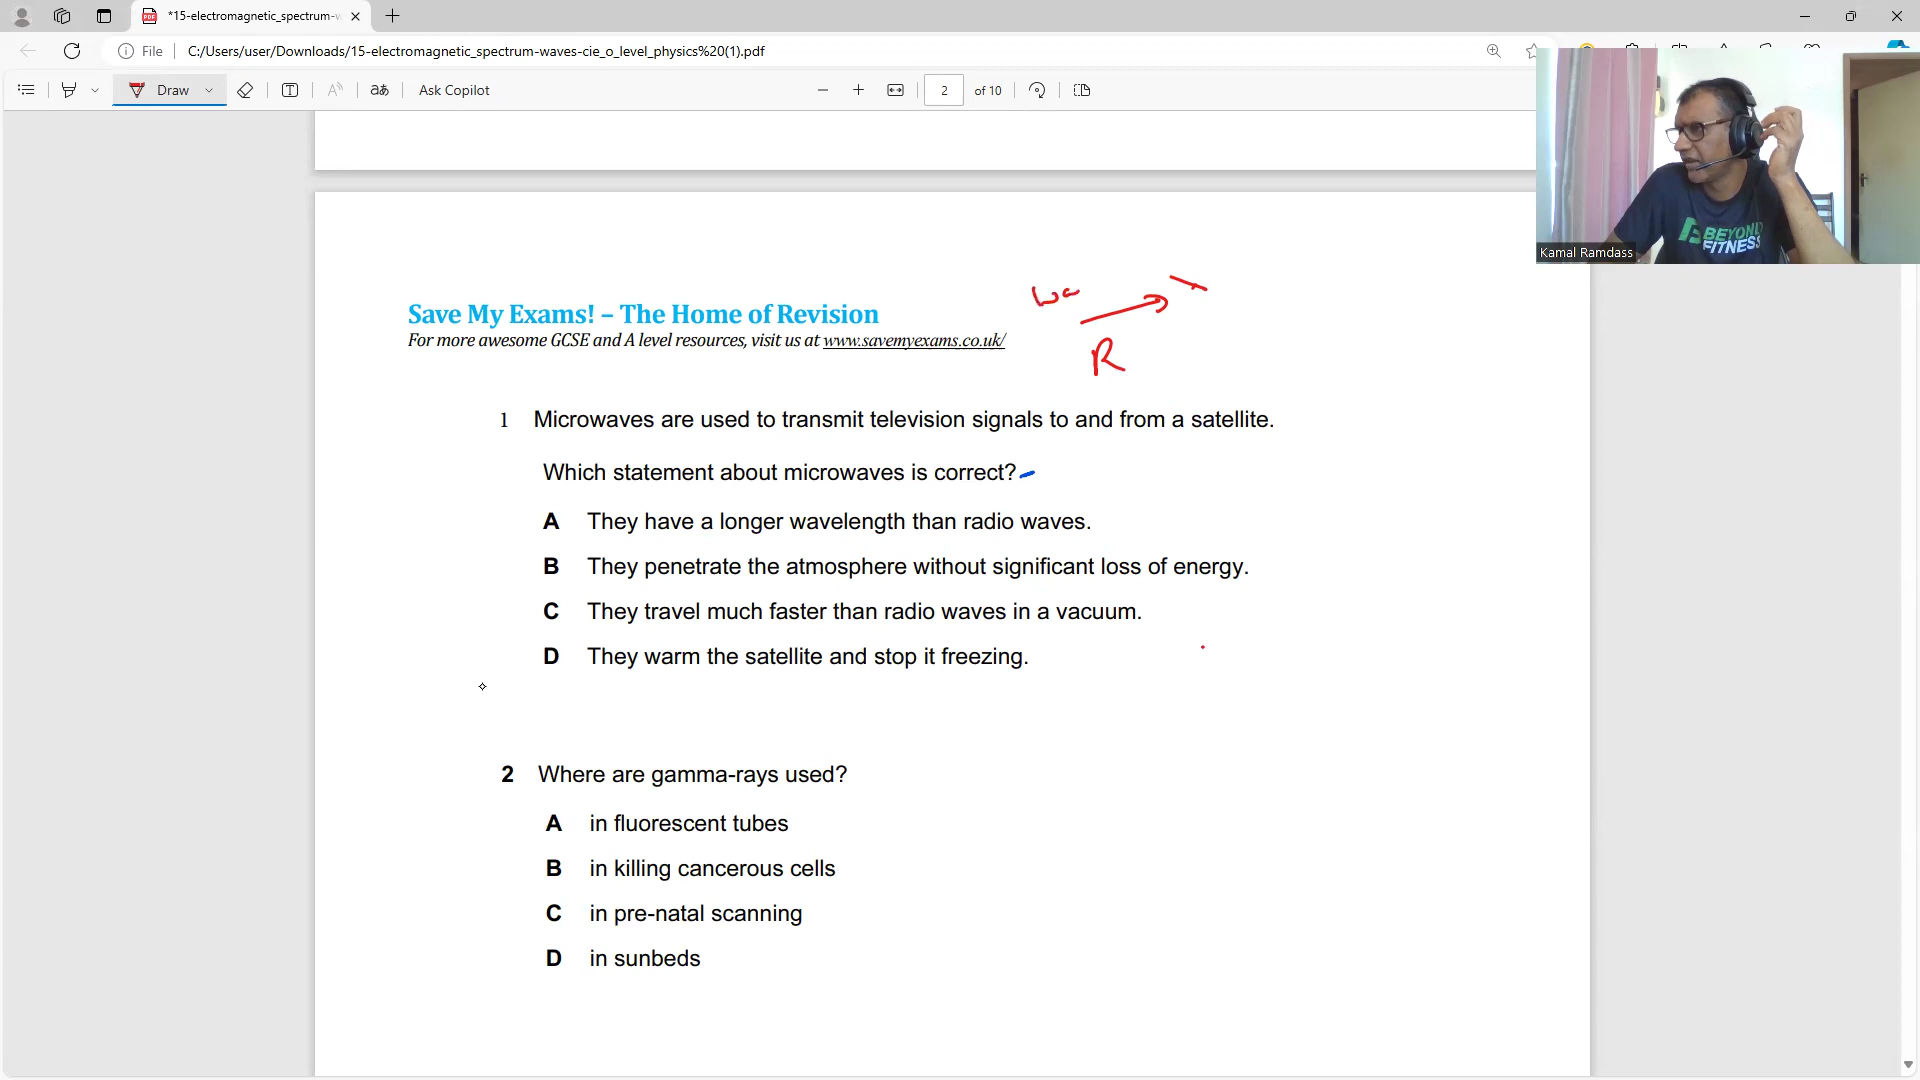 *15-electromagnetic_spectrum-w
File
C:/Users/user/Downloads/15-electromagnetic_spectrum-waves-cie_o_level_physics%20(1).pdf
Draw
Ask Copilot
2
of 10
BEYOND
FITNESS
Kamal Ramdass
Save My Exams! – The Home of Revision
For more awesome GCSE and A level resources, visit us at www.savemyexams.co.uk/
R
1 Microwaves are used to transmit television signals to and from a satellite.
Which statement about microwaves is correct?
A They have a longer wavelength than radio waves.
B They penetrate the atmosphere without significant loss of energy.
C They travel much faster than radio waves in a vacuum.
D They warm the satellite and stop it freezing.
2 Where are gamma-rays used?
A in fluorescent tubes
B in killing cancerous cells
C in pre-natal scanning
D in sunbeds